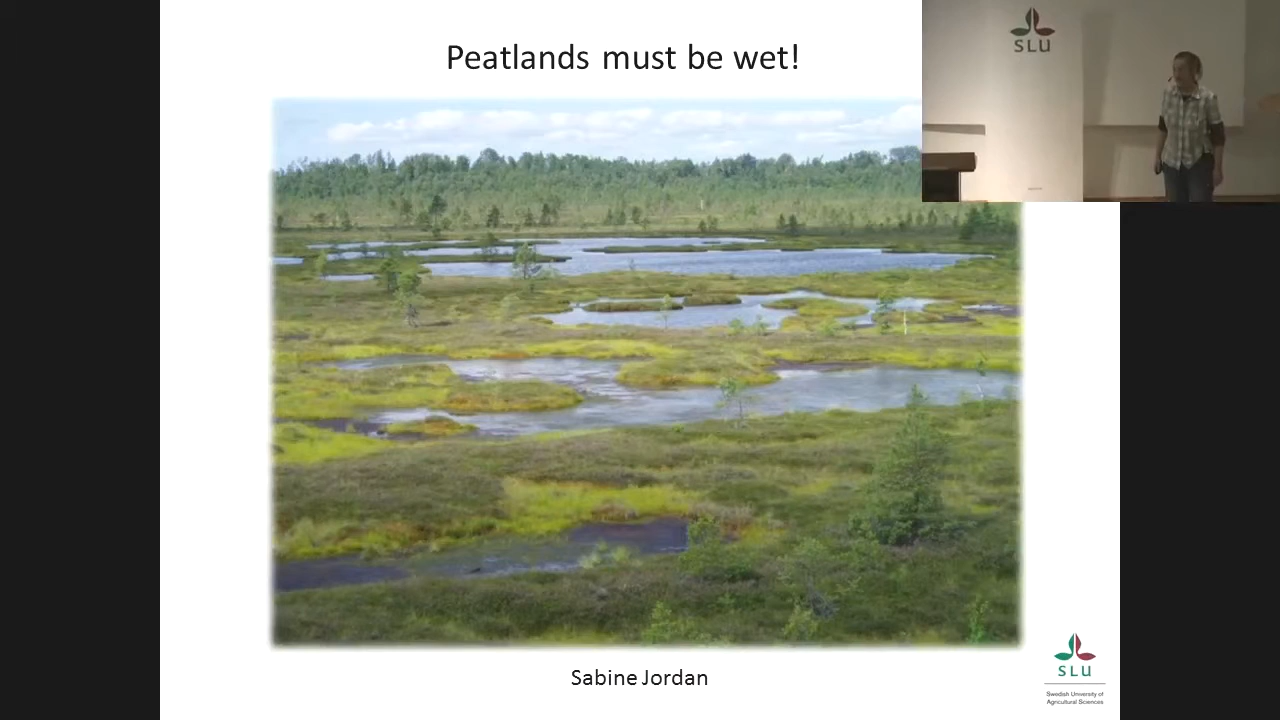 Peatlands must be wet!
SLU
Sabine Jordan
SLU
Swedish University of
Agricultural Sciences